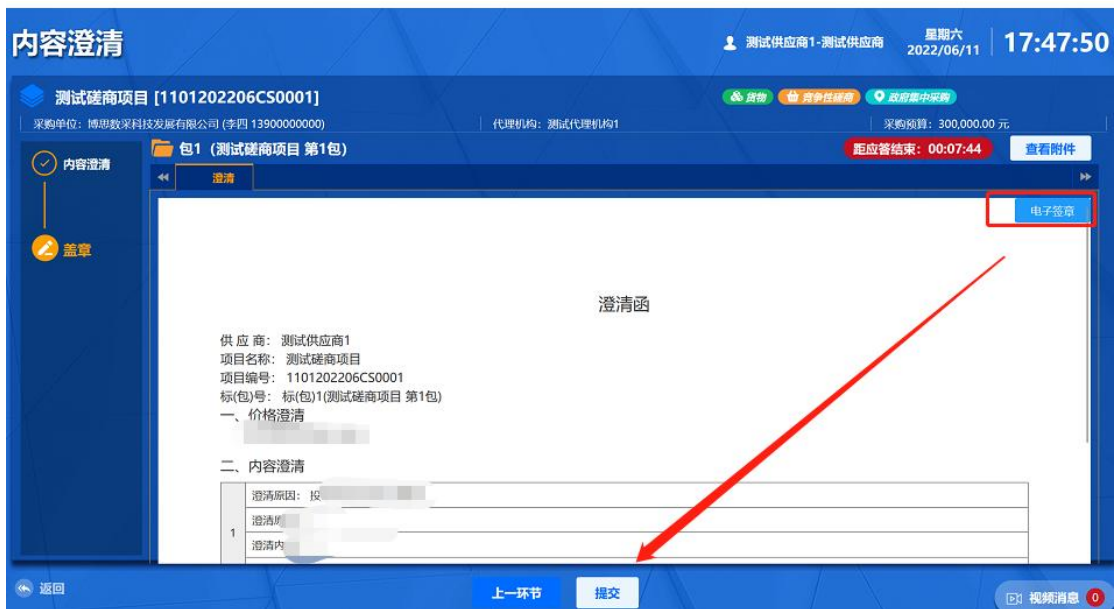 内容澄清
测试供应商1-测试供应商
星期六
2022/06/11
17:47:50
测试磋商项目 [1101202206CS0001]
货物
竞争性磋商
政府集中采购
采购单位：博思数采科技发展有限公司 (李四 13900000000)
代理机构：测试代理机构1
采购预算：300,000.00 元
内容澄清
盖章
包1（测试磋商项目 第1包）
距应答结束：00:07:44
查看附件
澄清
电子签章
澄清函
供 应 商： 测试供应商1
项目名称： 测试磋商项目
项目编号： 1101202206CS0001
标(包)号： 标(包)1(测试磋商项目 第1包)
一、价格澄清
二、内容澄清
1
澄清原因：投
澄清
澄清内
返回
上一环节
提交
视频消息 0